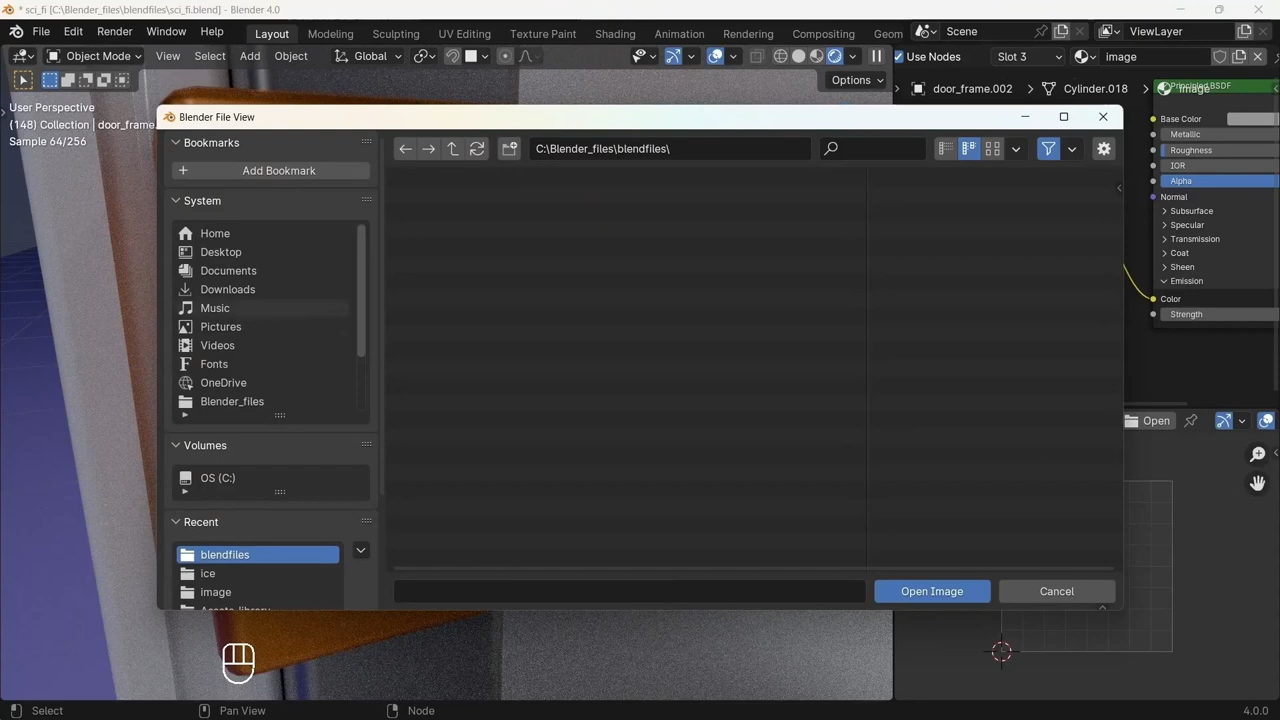 * sci_fi [C:\Blender_files\blendfiles\sci_fi.blend] - Blender 4.0
File Edit Render Window Help
Layout Modeling Sculpting UV Editing Texture Paint Shading Animation Rendering Compositing Geom
Scene ViewLayer
Object Mode View Select Add Object Global
Use Nodes Slot 3 image
Options
User Perspective
(148) Collection | door_frame
Sample 64/256
door_frame.002 Cylinder.018 image
Principled BSDF
Base Color
Metallic
Roughness
IOR
Alpha
Normal
Subsurface
Specular
Transmission
Coat
Sheen
Emission
Color
Strength
Blender File View
Bookmarks
Add Bookmark
C:\Blender_files\blendfiles\
System
Home
Desktop
Documents
Downloads
Music
Pictures
Videos
Fonts
OneDrive
Blender_files
Volumes
OS (C:)
Recent
blendfiles
ice
image
Assets library
Open Image Cancel
Open
Select Pan View Node 4.0.0